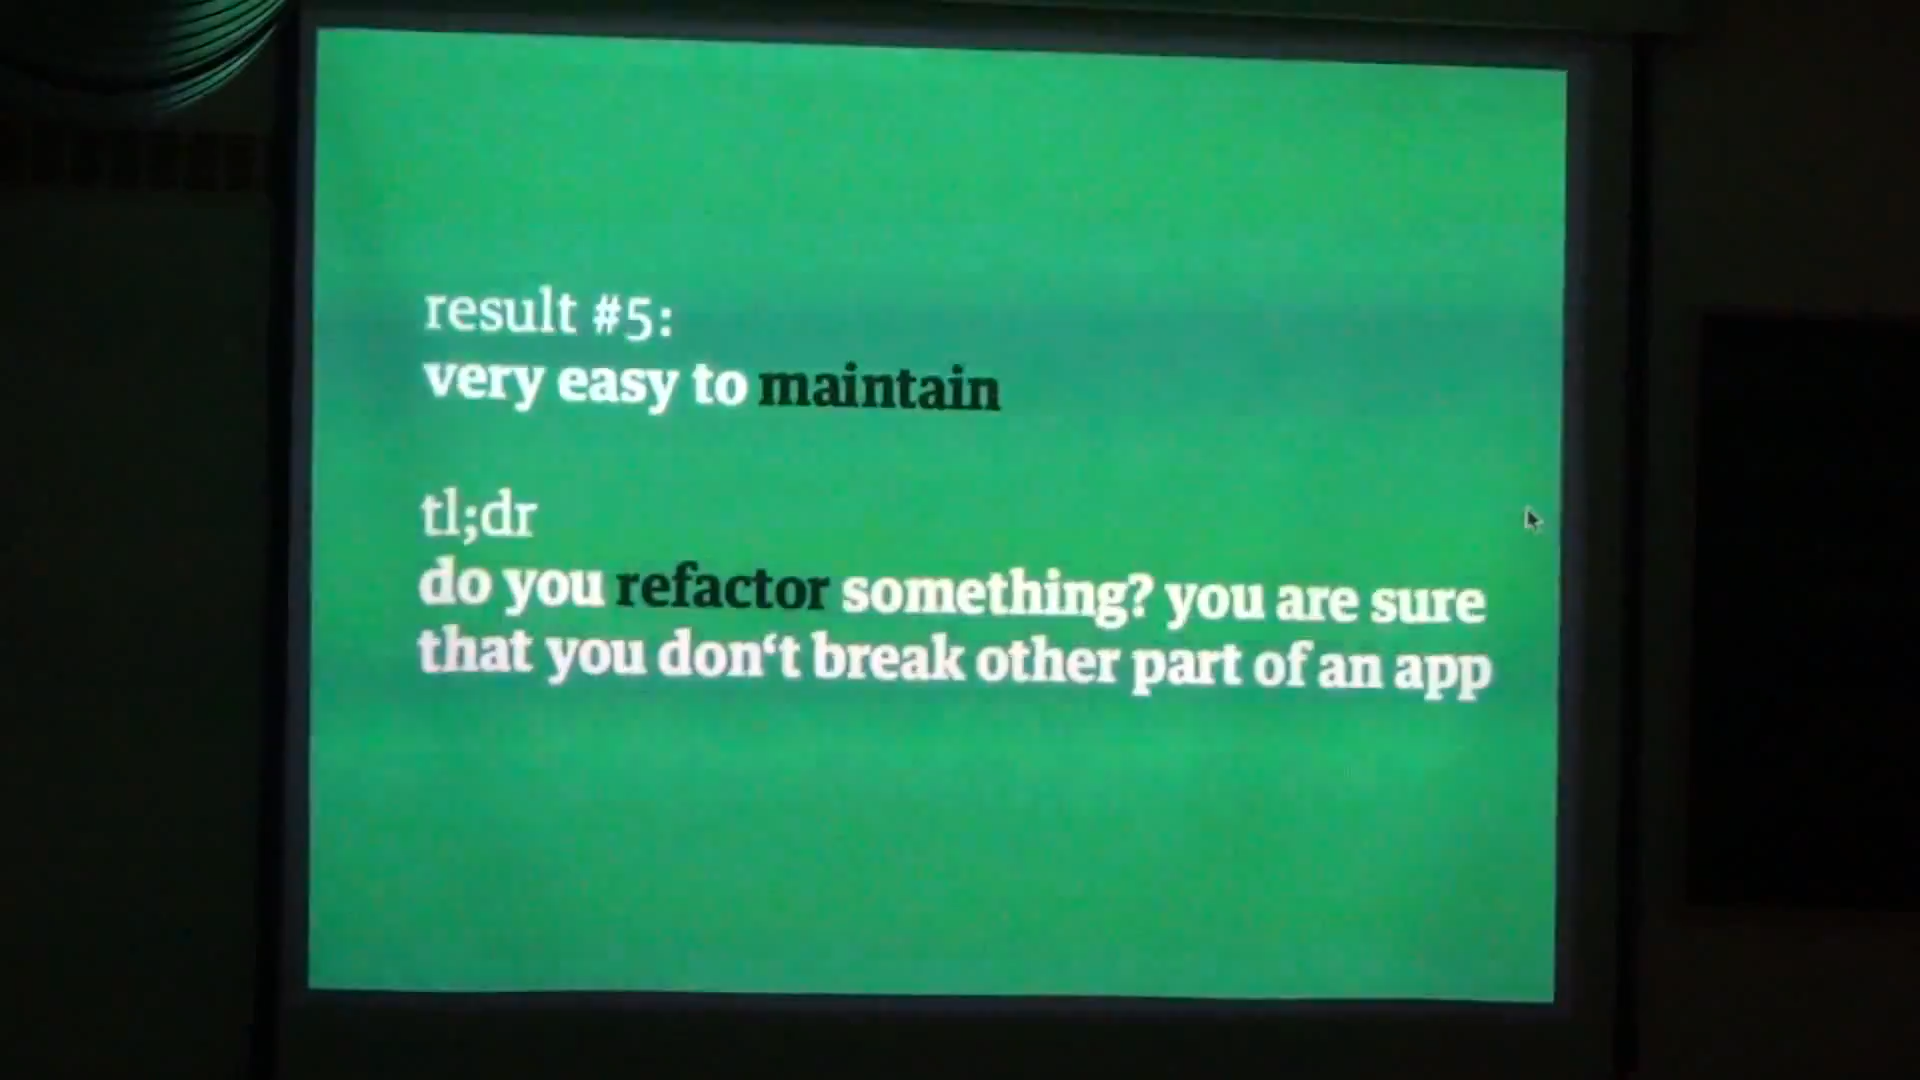 result #5:
very easy to maintain
tl;dr
do you refactor something? you are sure
that you don‘t break other part of an app